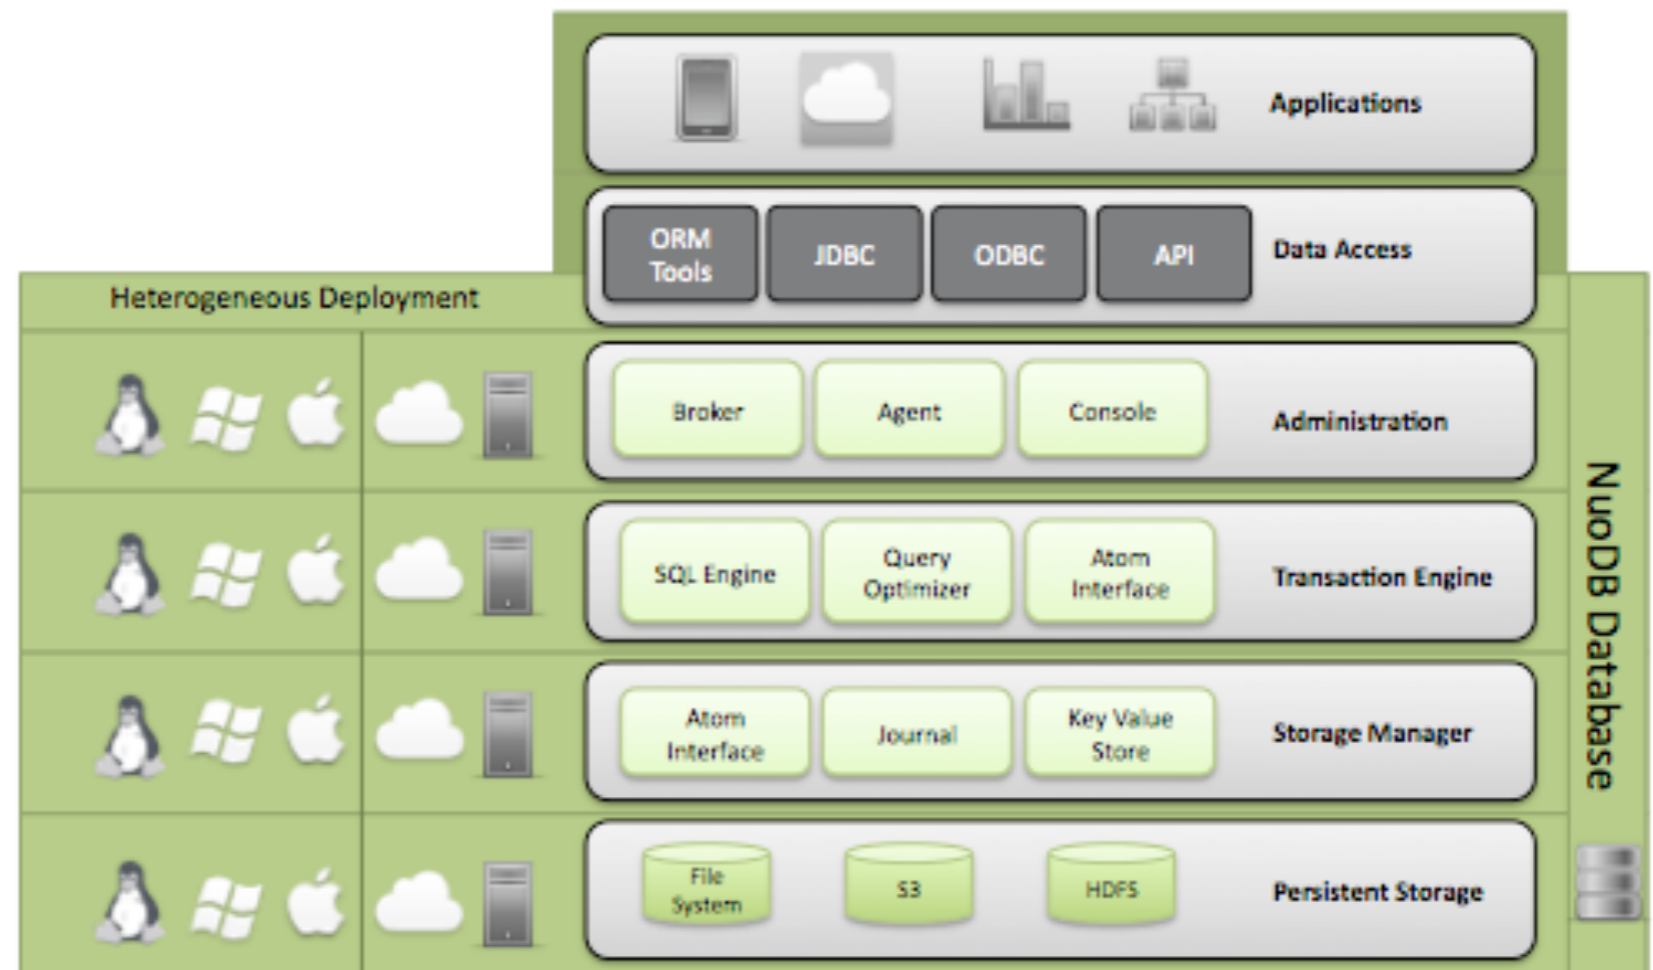 Applications
ORM
Tools
JDBC
ODBC
API
Data Access
Heterogeneous Deployment
Broker
Agent
Console
Administration
SQL Engine
Query
Optimizer
Atom
Interface
Transaction Engine
Atom
Interface
Journal
Key Value
Store
Storage Manager
File
System
S3
HDFS
Persistent Storage
NuoDB Database